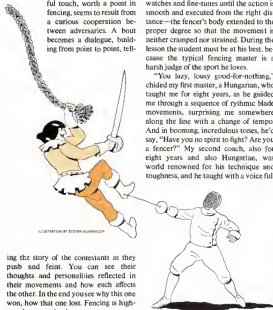 ful touch, worth a point in
fencing, seems to result from
a curious cooperation be-
tween adversaries. A bout
becomes a dialogue, build-
ing from point to point, tell-
ILLUSTRATION BY STEVEN GUARNACCIA
ing the story of the contestants as they
push and feint. You can see their
thoughts and personalities reflected in
their movements and how each affects
the other. In the end you see why this one
won, how that one lost. Fencing is high-
watches and fine-tunes until the action is
smooth and executed from the right dis-
tance—the fencer's body extended to the
proper degree so that the movement is
neither cramped nor strained. During the
lesson the student must be at his best, be-
cause the typical fencing master is a
harsh judge of the sport he loves.
"You lazy, lousy good-for-nothing,"
chided my first master, a Hungarian, who
taught me for eight years, as he guided
me through a sequence of rythmic blade
movements, surprising me somewhere
along the line with a change of tempo.
And in booming, incredulous tones, he'd
say, "Have you no spirit to fight? Are you
a fencer?" My second coach, also for
eight years and also Hungarian, was
world renowned for his technique and
toughness, and he taught with a voice full